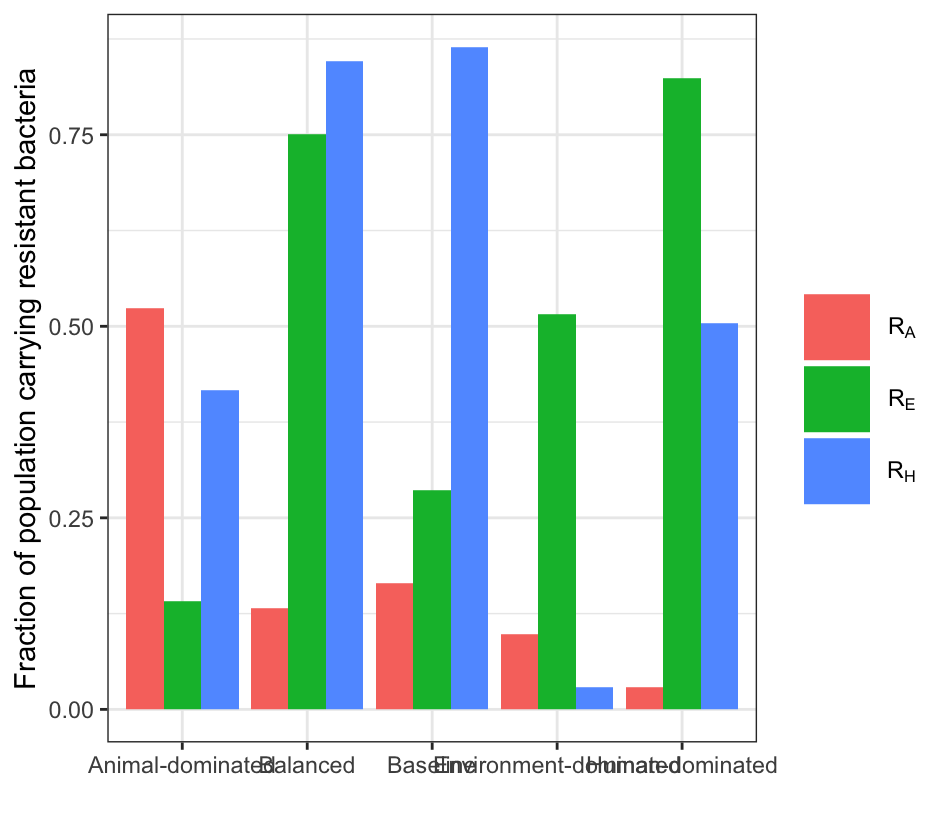 Fraction of population carrying resistant bacteria
0.75
0.50
0.25
0.00
Animal-dominated
Balanced
Baseline
Environment-dominated
Human-dominated
R_A
R_E
R_H